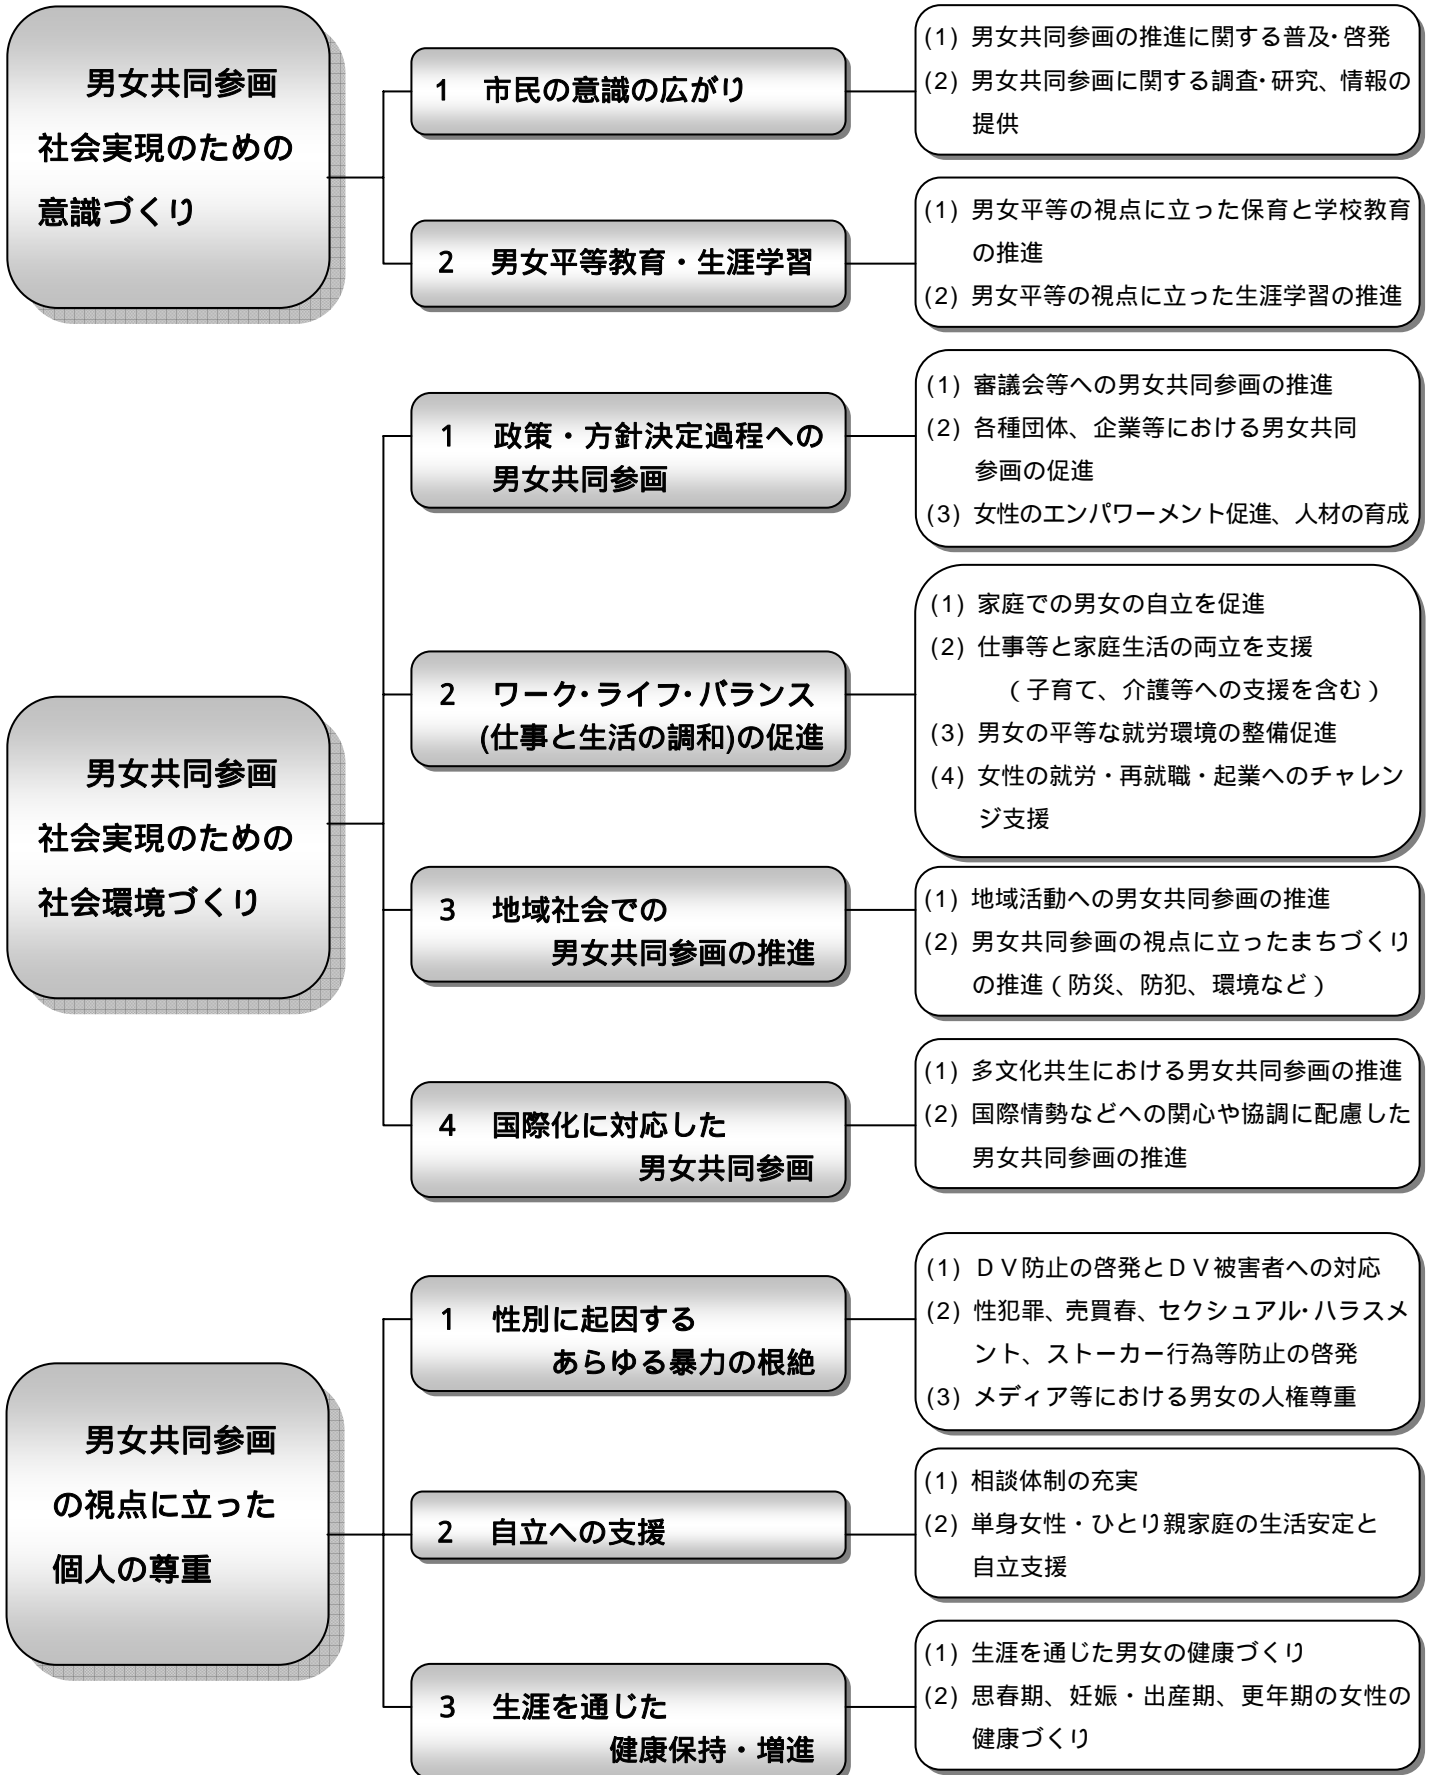 男女共同参画
社会実現のための
意識づくり
1 市民の意識の広がり
(1) 男女共同参画の推進に関する普及・啓発
(2) 男女共同参画に関する調査・研究、情報の
提供
2 男女平等教育・生涯学習
(1) 男女平等の視点に立った保育と学校教育
の推進
(2) 男女平等の視点に立った生涯学習の推進
男女共同参画
社会実現のための
社会環境づくり
1 政策・方針決定過程への
男女共同参画
(1) 審議会等への男女共同参画の推進
(2) 各種団体、企業等における男女共同
参画の促進
(3) 女性のエンパワーメント促進、人材の育成
2 ワーク・ライフ・バランス
(仕事と生活の調和)の促進
(1) 家庭での男女の自立を促進
(2) 仕事等と家庭生活の両立を支援
(子育て、介護等への支援を含む)
(3) 男女の平等な就労環境の整備促進
(4) 女性の就労・再就職・起業へのチャレン
ジ支援
3 地域社会での
男女共同参画の推進
(1) 地域活動への男女共同参画の推進
(2) 男女共同参画の視点に立ったまちづくり
の推進(防災、防犯、環境など)
4 国際化に対応した
男女共同参画
(1) 多文化共生における男女共同参画の推進
(2) 国際情勢などへの関心や協調に配慮した
男女共同参画の推進
男女共同参画
の視点に立った
個人の尊重
1 性別に起因する
あらゆる暴力の根絶
(1) DV防止の啓発とDV被害者への対応
(2) 性犯罪、売買春、セクシュアル・ハラスメ
ント、ストーカー行為等防止の啓発
(3) メディア等における男女の人権尊重
2 自立への支援
(1) 相談体制の充実
(2) 単身女性・ひとり親家庭の生活安定と
自立支援
3 生涯を通じた
健康保持・増進
(1) 生涯を通じた男女の健康づくり
(2) 思春期、妊娠・出産期、更年期の女性の
健康づくり